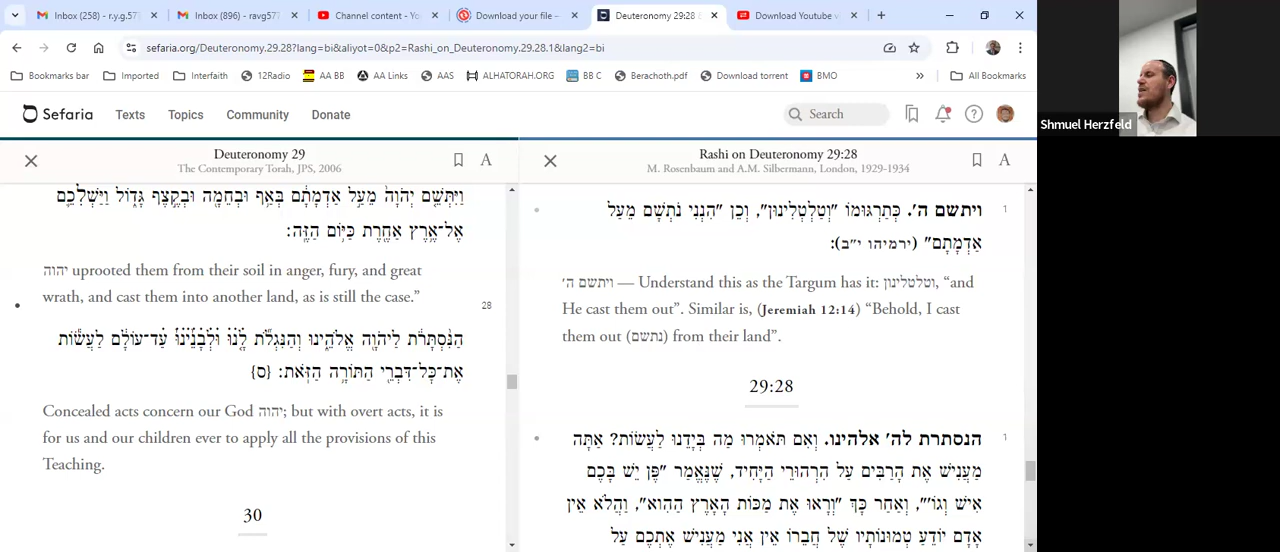 Inbox (258) - r.y.g.57
Inbox (896) - ravg577
Channel content - Yo
Download your file –
Deuteronomy 29:28
Download Youtube v
sefaria.org/Deuteronomy.29.28?lang=bi&aliyot=0&p2=Rashi_on_Deuteronomy.29.28.1&lang2=bi
Bookmarks bar
Imported
Interfaith
12Radio
AA BB
AA Links
AAS
ALHATORAH.ORG
BB C
Berachoth.pdf
Download torrent
BMO
»
All Bookmarks
Sefaria
Texts
Topics
Community
Donate
Search
Shmuel Herzfeld
Deuteronomy 29
The Contemporary Torah, JPS, 2006
A
וַיִּתְּשֵׁ֤ם יְהֹוָה֙ מֵעַ֣ל אַדְמָתָ֔ם בְּאַ֥ף וּבְחֵמָ֖ה וּבְקֶ֣צֶף גָּד֑וֹל וַיַּשְׁלִכֵ֛ם
אֶל־אֶ֥רֶץ אַחֶ֖רֶת כַּיּ֥וֹם הַזֶּֽה׃
יהוה uprooted them from their soil in anger, fury, and great
wrath, and cast them into another land, as is still the case.”
28
הַ֨נִּסְתָּרֹ֔ת לַיהֹוָ֖ה אֱלֹהֵ֑ינוּ וְהַנִּגְלֹ֞ת לָ֤ׄנׄוּׄ וּׄלְׄבָׄנֵ֙ׄיׄנׄוּ֙ׄ עַׄד־עוֹלָ֔ם לַעֲשׂ֕וֹת
אֶת־כׇּל־דִּבְרֵ֖י הַתּוֹרָ֥ה הַזֹּֽאת׃ {ס}
Concealed acts concern our God יהוה; but with overt acts, it is
for us and our children ever to apply all the provisions of this
Teaching.
30
Rashi on Deuteronomy 29:28
M. Rosenbaum and A.M. Silbermann, London, 1929-1934
A
1
ויתשם ה׳. כְּתַרְגּוּמוֹ "וְטַלְטְלִינוּן", וְכֵן "הִנְנִי נֹתְשָׁם מֵעַל
אַדְמָתָם" (ירמיהו י״ב):
ויתשם ה׳ — Understand this as the Targum has it: וטלטלינון, “and
He cast them out”. Similar is, (Jeremiah 12:14) “Behold, I cast
them out (נתשם) from their land”.
29:28
1
הנסתרת לה׳ אלהינו. וְאִם תֹּאמְרוּ מַה בְּיָדֵנוּ לַעֲשׂוֹת? אַתָּה
מַעֲנִישׁ אֶת הָרַבִּים עַל הִרְהוּרֵי הַיָּחִיד, שֶׁנֶּאֱמַר "פֶּן יֵשׁ בָּכֶם
אִישׁ וְגוֹ'", וְאַחַר כָּךְ "וְרָאוּ אֶת מַכּוֹת הָאָרֶץ הַהִוא", וַהֲלֹא אֵין
אָדָם יוֹדֵעַ טְמוּנוֹתָיו שֶׁל חֲבֵרוֹ אֵין אֲנִי מַעֲנִישׁ אֶתְכֶם עַל